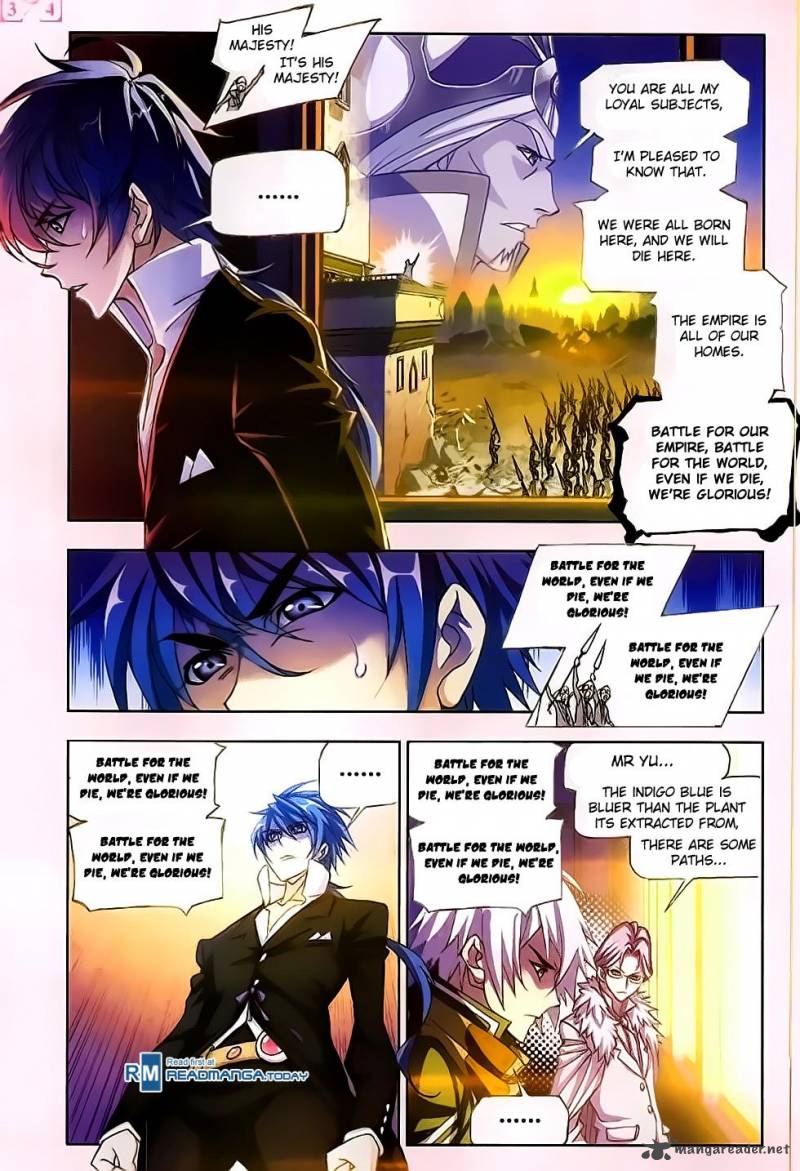 3 4
HIS
MAJESTY!
IT'S HIS
MAJESTY!
......
YOU ARE ALL MY
LOYAL SUBJECTS,
I'M PLEASED TO
KNOW THAT.
WE WERE ALL BORN
HERE, AND WE WILL
DIE HERE.
THE EMPIRE IS
ALL OF OUR
HOMES.
BATTLE FOR OUR
EMPIRE, BATTLE
FOR THE WORLD,
EVEN IF WE DIE,
WE'RE GLORIOUS!
BATTLE FOR THE
WORLD, EVEN IF WE
DIE, WE'RE
GLORIOUS!
BATTLE FOR
THE WORLD, EVEN
IF WE DIE, WE'RE
GLORIOUS!
BATTLE FOR THE
WORLD, EVEN IF WE
DIE, WE'RE GLORIOUS!
BATTLE FOR THE
WORLD, EVEN IF WE
DIE, WE'RE GLORIOUS!
......
BATTLE FOR THE
WORLD, EVEN IF WE
DIE, WE'RE GLORIOUS!
BATTLE FOR THE WORLD,
EVEN IF WE DIE, WE'RE
GLORIOUS!
MR YU...
THE INDIGO BLUE IS
BLUER THAN THE PLANT
ITS EXTRACTED FROM,
THERE ARE SOME
PATHS...
......
RM Read first at
READMANGA.TODAY
mangareader.net